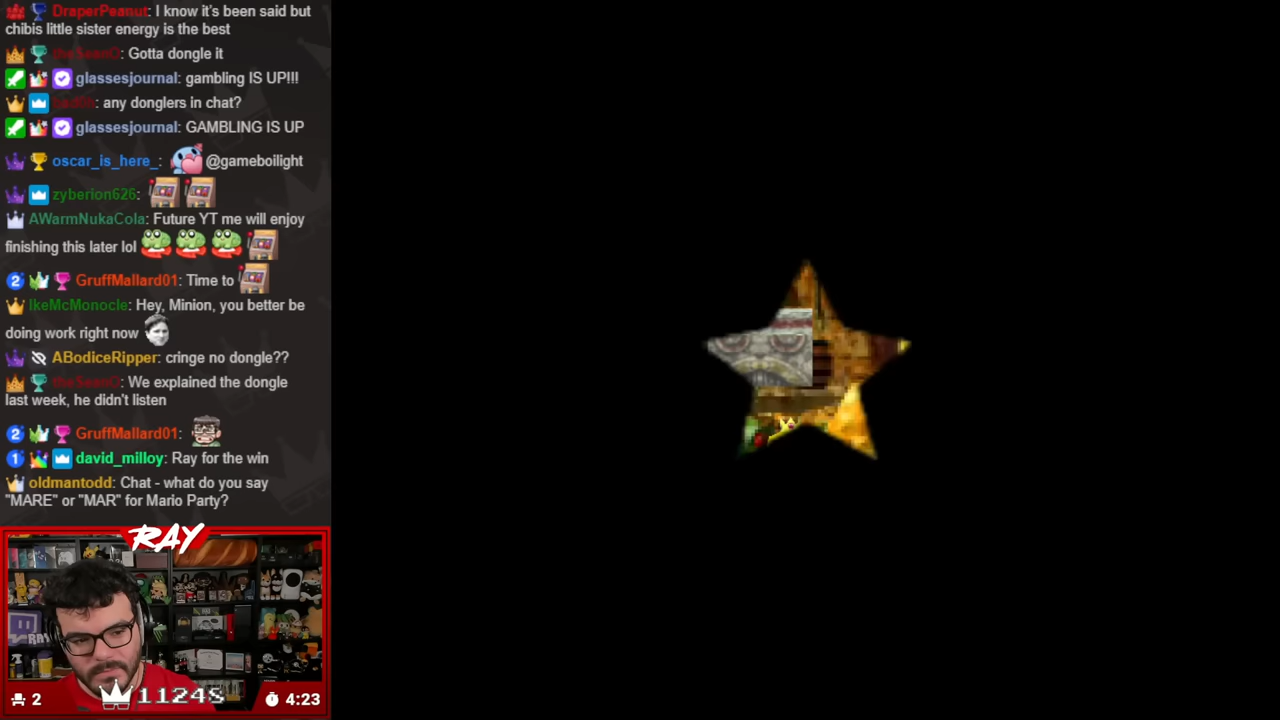 DraperPeanut: I know it's been said but
chibis little sister energy is the best
theSeanO: Gotta dongle it
glassesjournal: gambling IS UP!!!
any donglers in chat?
glassesjournal: GAMBLING IS UP
oscar_is_here_: @gameboilight
zyberion626:
AWarmNukaCola: Future YT me will enjoy
finishing this later lol
2 GruffMallard01: Time to
IkeMcMonocle: Hey, Minion, you better be
doing work right now
ABodiceRipper: cringe no dongle??
theSeanO: We explained the dongle
last week, he didn't listen
2 GruffMallard01:
1 david_milloy: Ray for the win
oldmantodd: Chat - what do you say
"MARE" or "MAR" for Mario Party?
RAY
2 11248 4:23